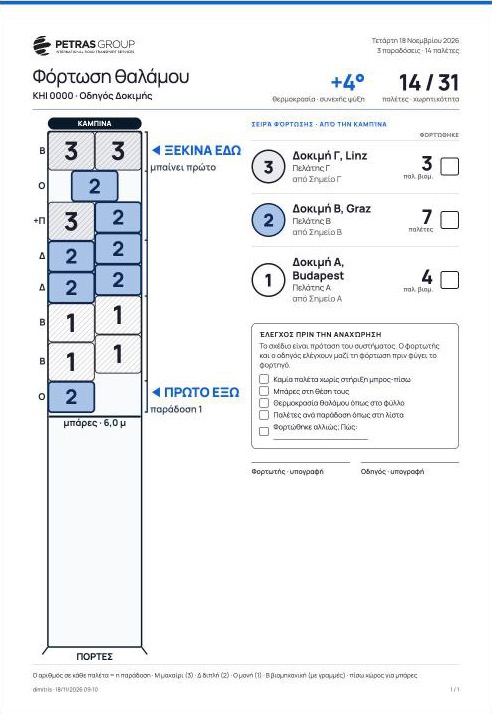 PETRAS GROUP
INTERNATIONAL ROAD TRANSPORT SERVICES
Τετάρτη 18 Νοεμβρίου 2026
3 παραδόσεις · 14 παλέτες
Φόρτωση θαλάμου
ΚΗΙ 0000 · Οδηγός Δοκιμής
+4° 14 / 31
θερμοκρασία · συνεχής ψύξη παλέτες · χωρητικότητα
ΚΑΜΠΙΝΑ
Β 3 3
ΞΕΚΙΝΑ ΕΔΩ
μπαίνει πρώτο
Ο 2
+Π 3 2
Δ 2 2
Δ 2 2
Β 1 1
Β 1 1
Ο 2
ΠΡΩΤΟ ΕΞΩ
παράδοση 1
μπάρες · 6,0 μ
ΠΟΡΤΕΣ
ΣΕΙΡΑ ΦΟΡΤΩΣΗΣ · ΑΠΌ ΤΗΝ ΚΑΜΠΊΝΑ
ΦΟΡΤΏΘΗΚΕ
3 Δοκιμή Γ, Linz 3
Πελάτης Γ παλ. βιομ.
από Σημείο Γ
2 Δοκιμή Β, Graz 7
Πελάτης Β παλέτες
από Σημείο Β
1 Δοκιμή Α,
Budapest 4
Πελάτης Α παλ. βιομ.
από Σημείο Α
ΈΛΕΓΧΟΣ ΠΡΙΝ ΤΗΝ ΑΝΑΧΏΡΗΣΗ
Το σχέδιο είναι πρόταση του συστήματος. Ο φορτωτής
και ο οδηγός ελέγχουν μαζί τη φόρτωση πριν φύγει το
φορτηγό.
Καμία παλέτα χωρίς στήριξη μπρος-πίσω
Μπάρες στη θέση τους
Θερμοκρασία θαλάμου όπως στο φύλλο
Παλέτες ανά παράδοση όπως στη λίστα
Φορτώθηκε αλλιώς; Πώς:
Φορτωτής · υπογραφή Οδηγός · υπογραφή
Ο αριθμός σε κάθε παλέτα = η παράδοση · Μ μαχαίρι (3) · Δ διπλή (2) · Ο μονή (1) · Β βιομηχανική (με γραμμές) · πίσω χώρος για μπάρες
dimitris · 18/11/2026 09:10 1 / 1